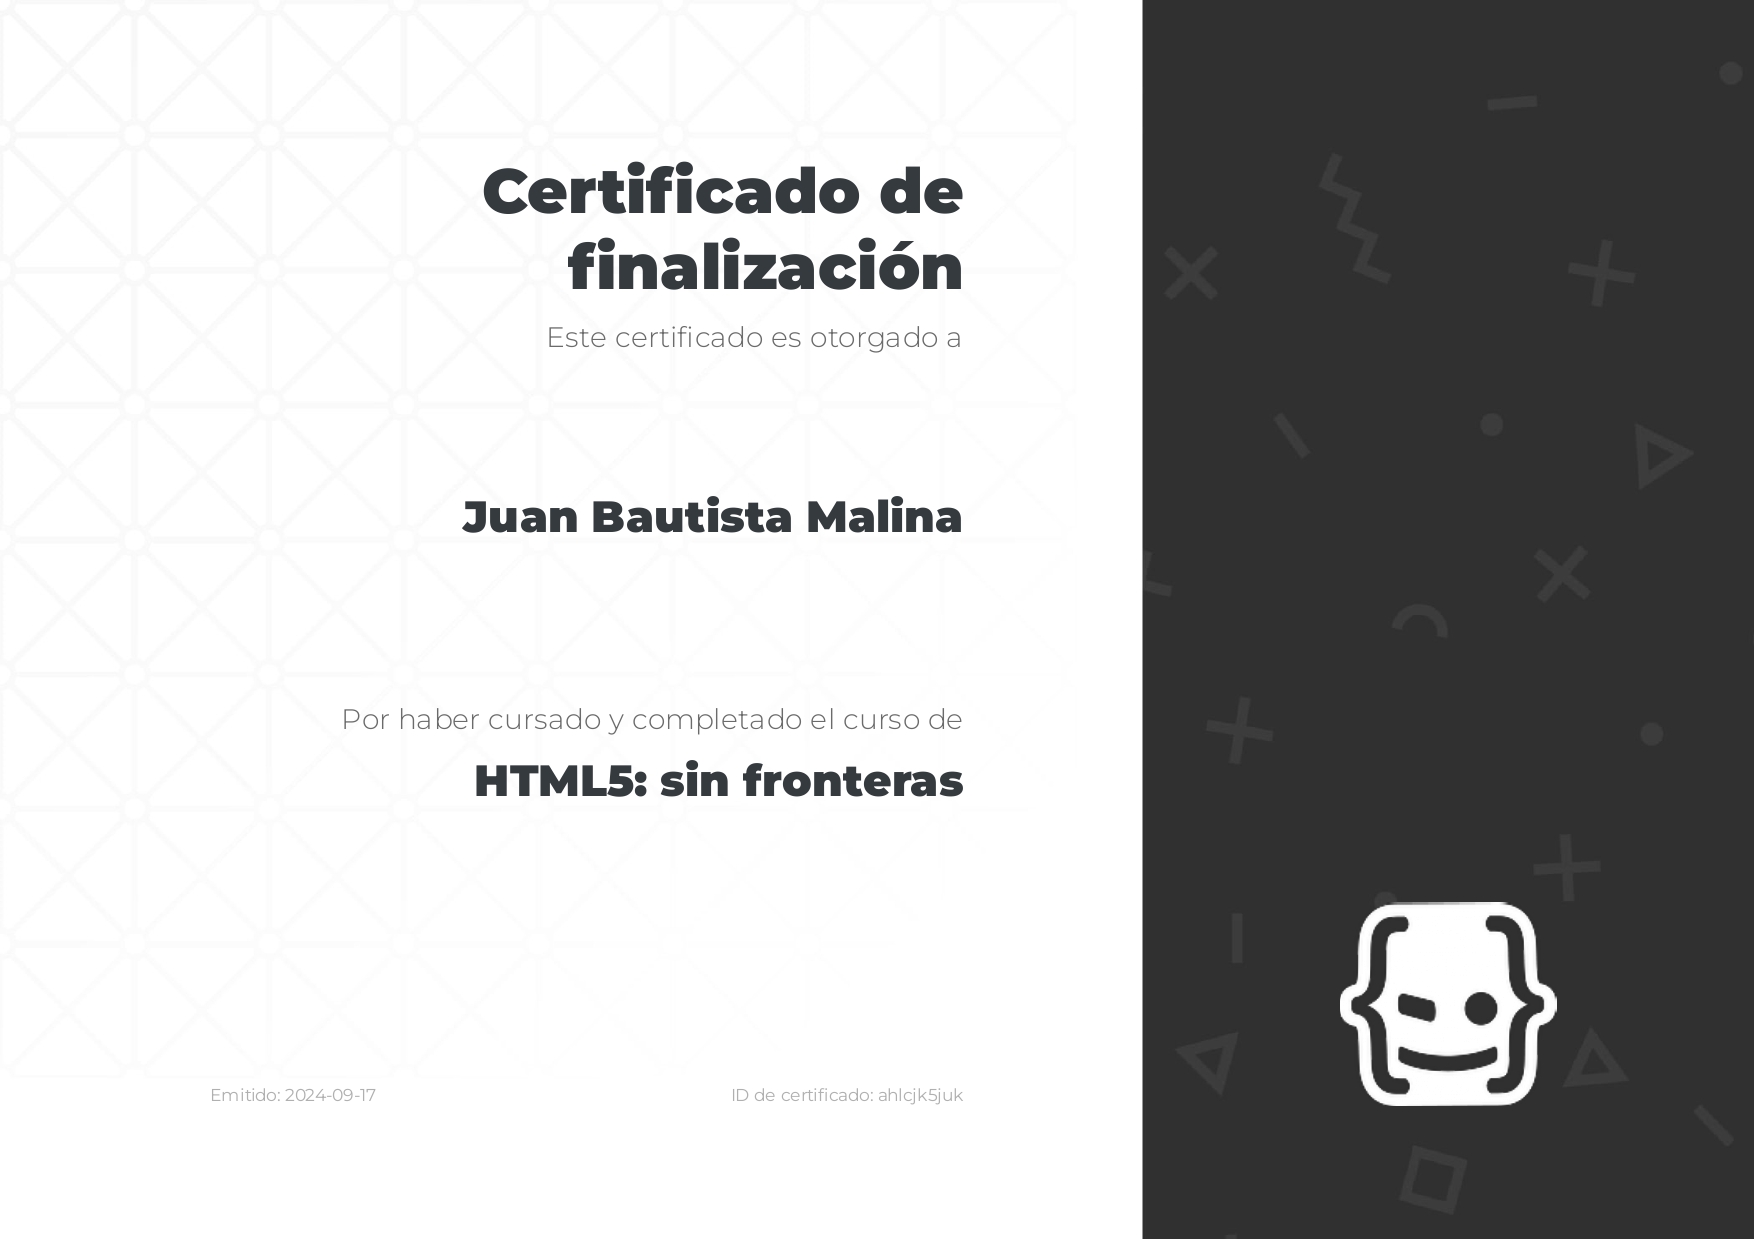 Certificado de
finalización
Este certificado es otorgado a
Juan Bautista Malina
Por haber cursado y completado el curso de
HTML5: sin fronteras
Emitido: 2024-09-17
ID de certificado: ahlcjk5juk